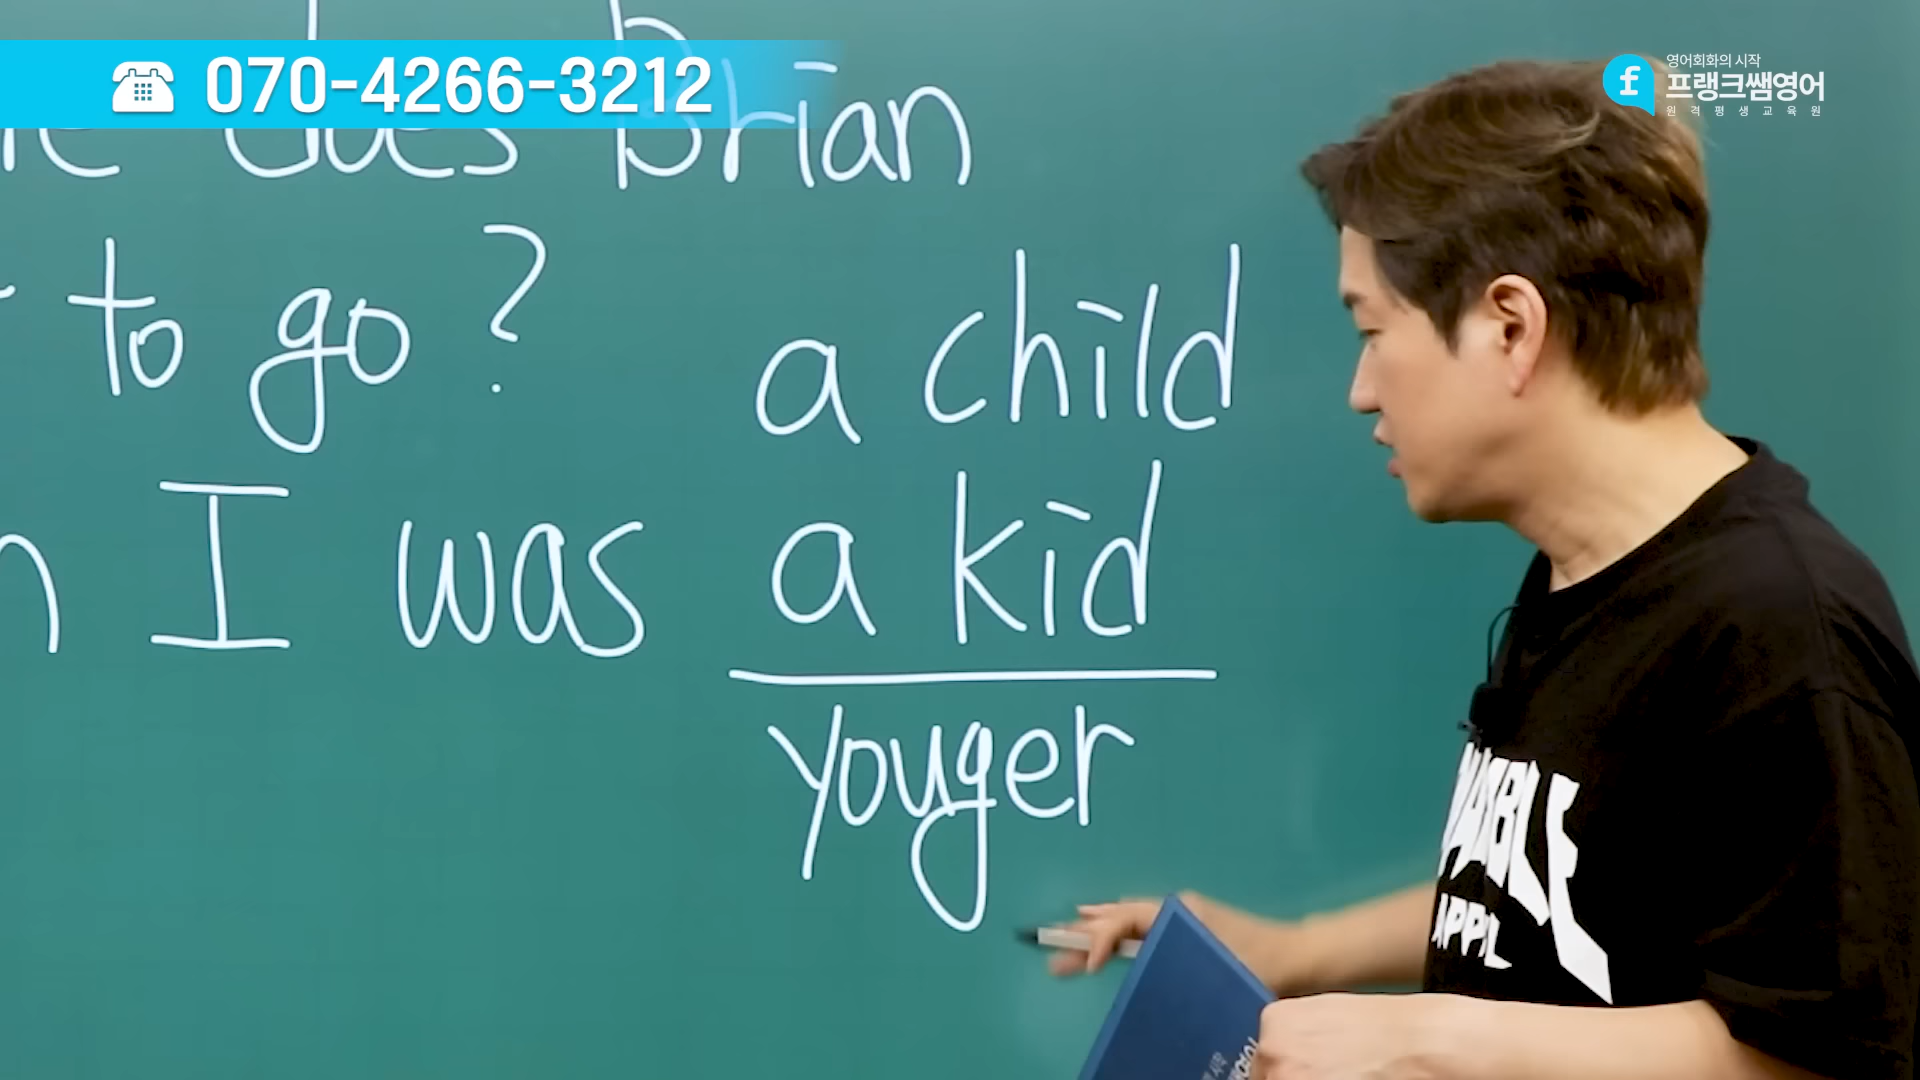 070-4266-3212
영어회화의 시작
프랭크쌤영어
원격평생교육원
does Brian
to go?
a child
I was a kid
youger